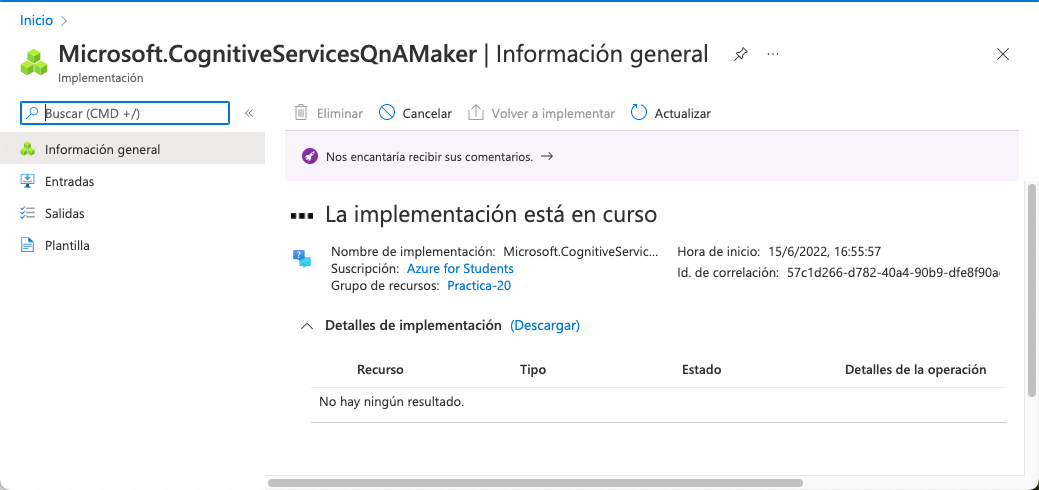 Inicio
Microsoft.CognitiveServicesQnAMaker | Información general
Implementación
Buscar (CMD +/)
Eliminar Cancelar Volver a implementar Actualizar
Información general
Entradas
Salidas
Plantilla
Nos encantaría recibir sus comentarios.
La implementación está en curso
Nombre de implementación: Microsoft.CognitiveServic...
Suscripción: Azure for Students
Grupo de recursos: Practica-20
Hora de inicio: 15/6/2022, 16:55:57
Id. de correlación: 57c1d266-d782-40a4-90b9-dfe8f90a
Detalles de implementación (Descargar)
Recurso Tipo Estado Detalles de la operación
No hay ningún resultado.